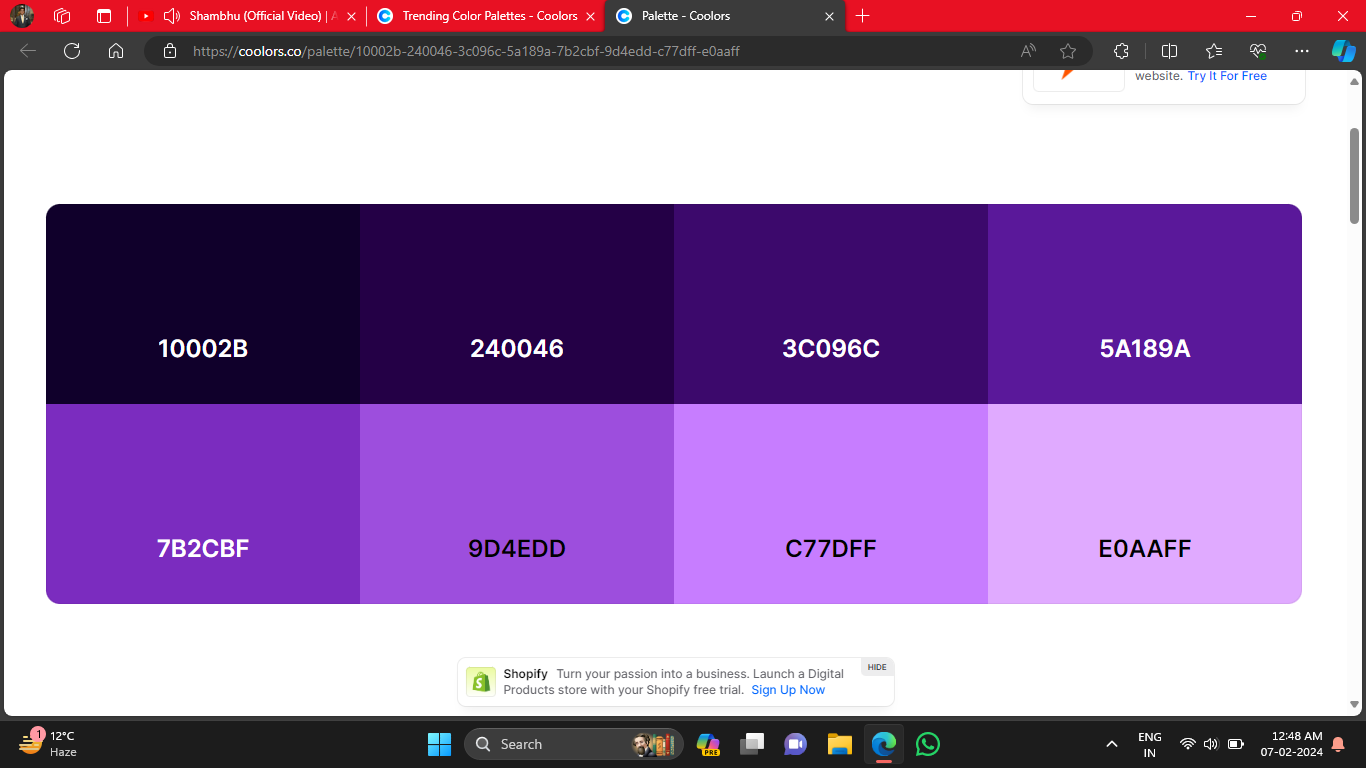 Shambhu (Official Video) | A
Trending Color Palettes - Coolors
Palette - Coolors
https://coolors.co/palette/10002b-240046-3c096c-5a189a-7b2cbf-9d4edd-c77dff-e0aaff
website. Try It For Free
10002B
240046
3C096C
5A189A
7B2CBF
9D4EDD
C77DFF
E0AAFF
HIDE
Shopify Turn your passion into a business. Launch a Digital
Products store with your Shopify free trial. Sign Up Now
1
12°C
Haze
Search
PRE
ENG
IN
12:48 AM
07-02-2024